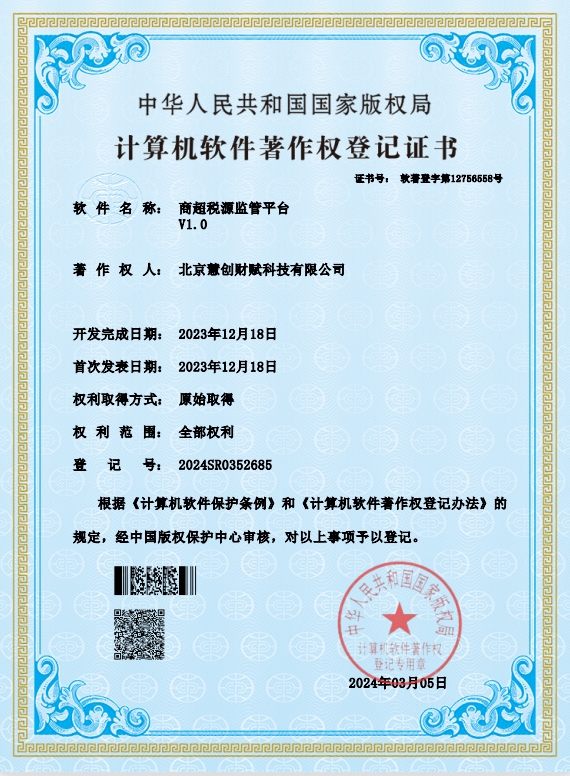 中华人民共和国国家版权局
计算机软件著作权登记证书
证书号： 软著登字第12756558号
软件名称： 商超税源监管平台
V1.0
著作权人： 北京慧创财赋科技有限公司
开发完成日期： 2023年12月18日
首次发表日期： 2023年12月18日
权利取得方式： 原始取得
权利范围： 全部权利
登记号： 2024SR0352685
根据《计算机软件保护条例》和《计算机软件著作权登记办法》的
规定，经中国版权保护中心审核，对以上事项予以登记。
中华人民共和国国家版权局
计算机软件著作权
登记专用章
2024年03月05日